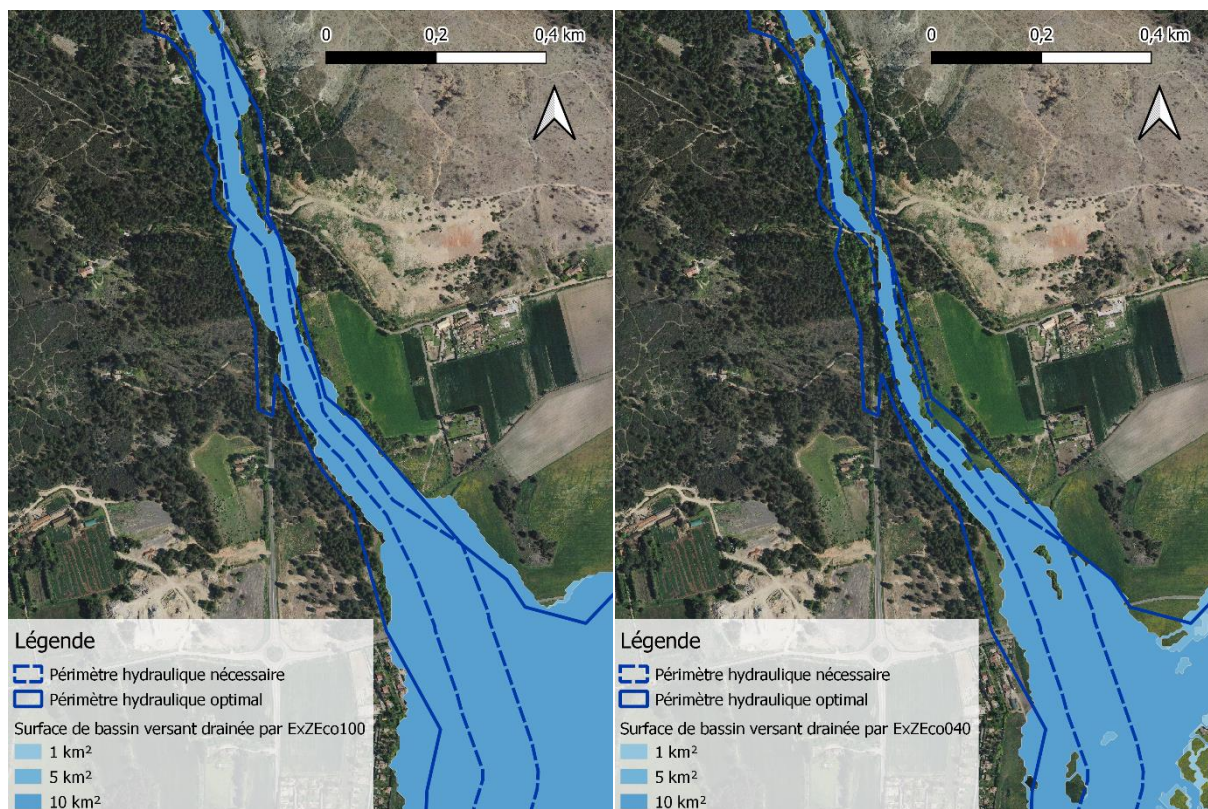 0 0,2 0,4 km
Légende
Périmètre hydraulique nécessaire
Périmètre hydraulique optimal
Surface de bassin versant drainée par ExZEco100
1 km²
5 km²
10 km²
0 0,2 0,4 km
Légende
Périmètre hydraulique nécessaire
Périmètre hydraulique optimal
Surface de bassin versant drainée par ExZEco040
1 km²
5 km²
10 km²